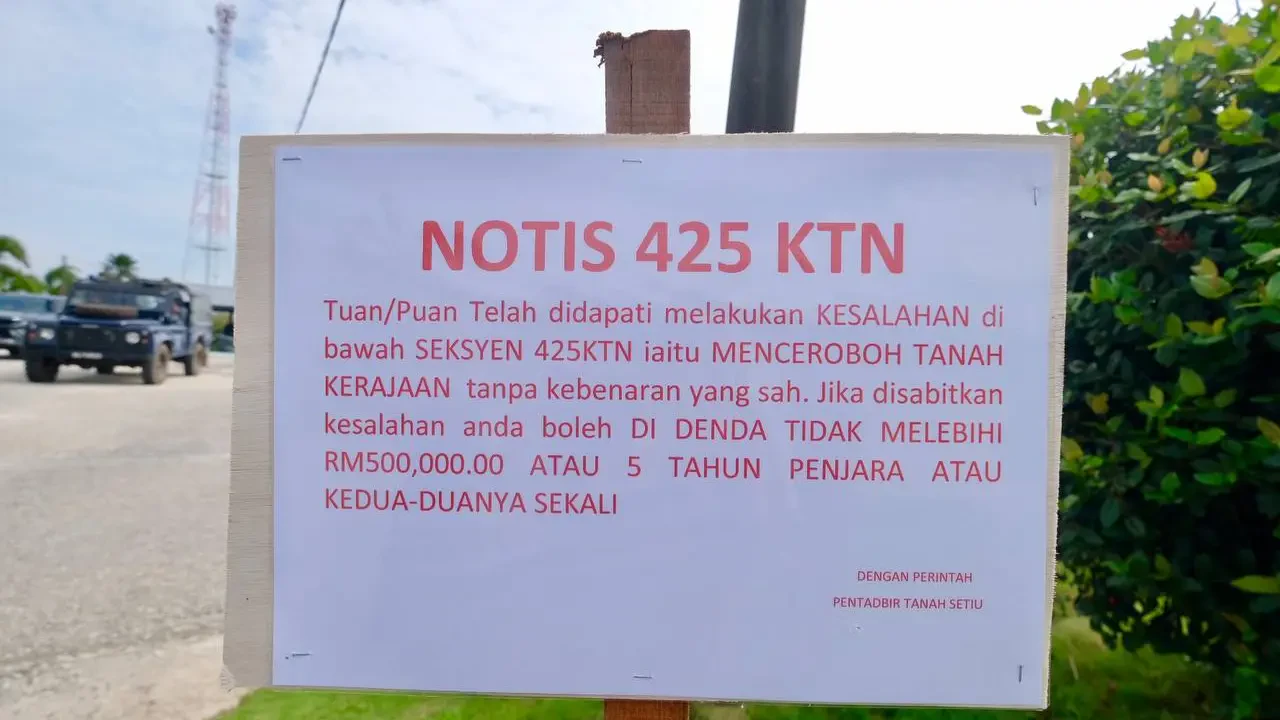 NOTIS 425 KTN
Tuan/Puan Telah didapati melakukan KESALAHAN di
bawah SEKSYEN 425KTN iaitu MENCEROBOH TANAH
KERAJAAN tanpa kebenaran yang sah. Jika disabitkan
kesalahan anda boleh DI DENDA TIDAK MELEBIHI
RM500,000.00 ATAU 5 TAHUN PENJARA ATAU
KEDUA-DUANYA SEKALI
DENGAN PERINTAH
PENTADBIR TANAH SETIU